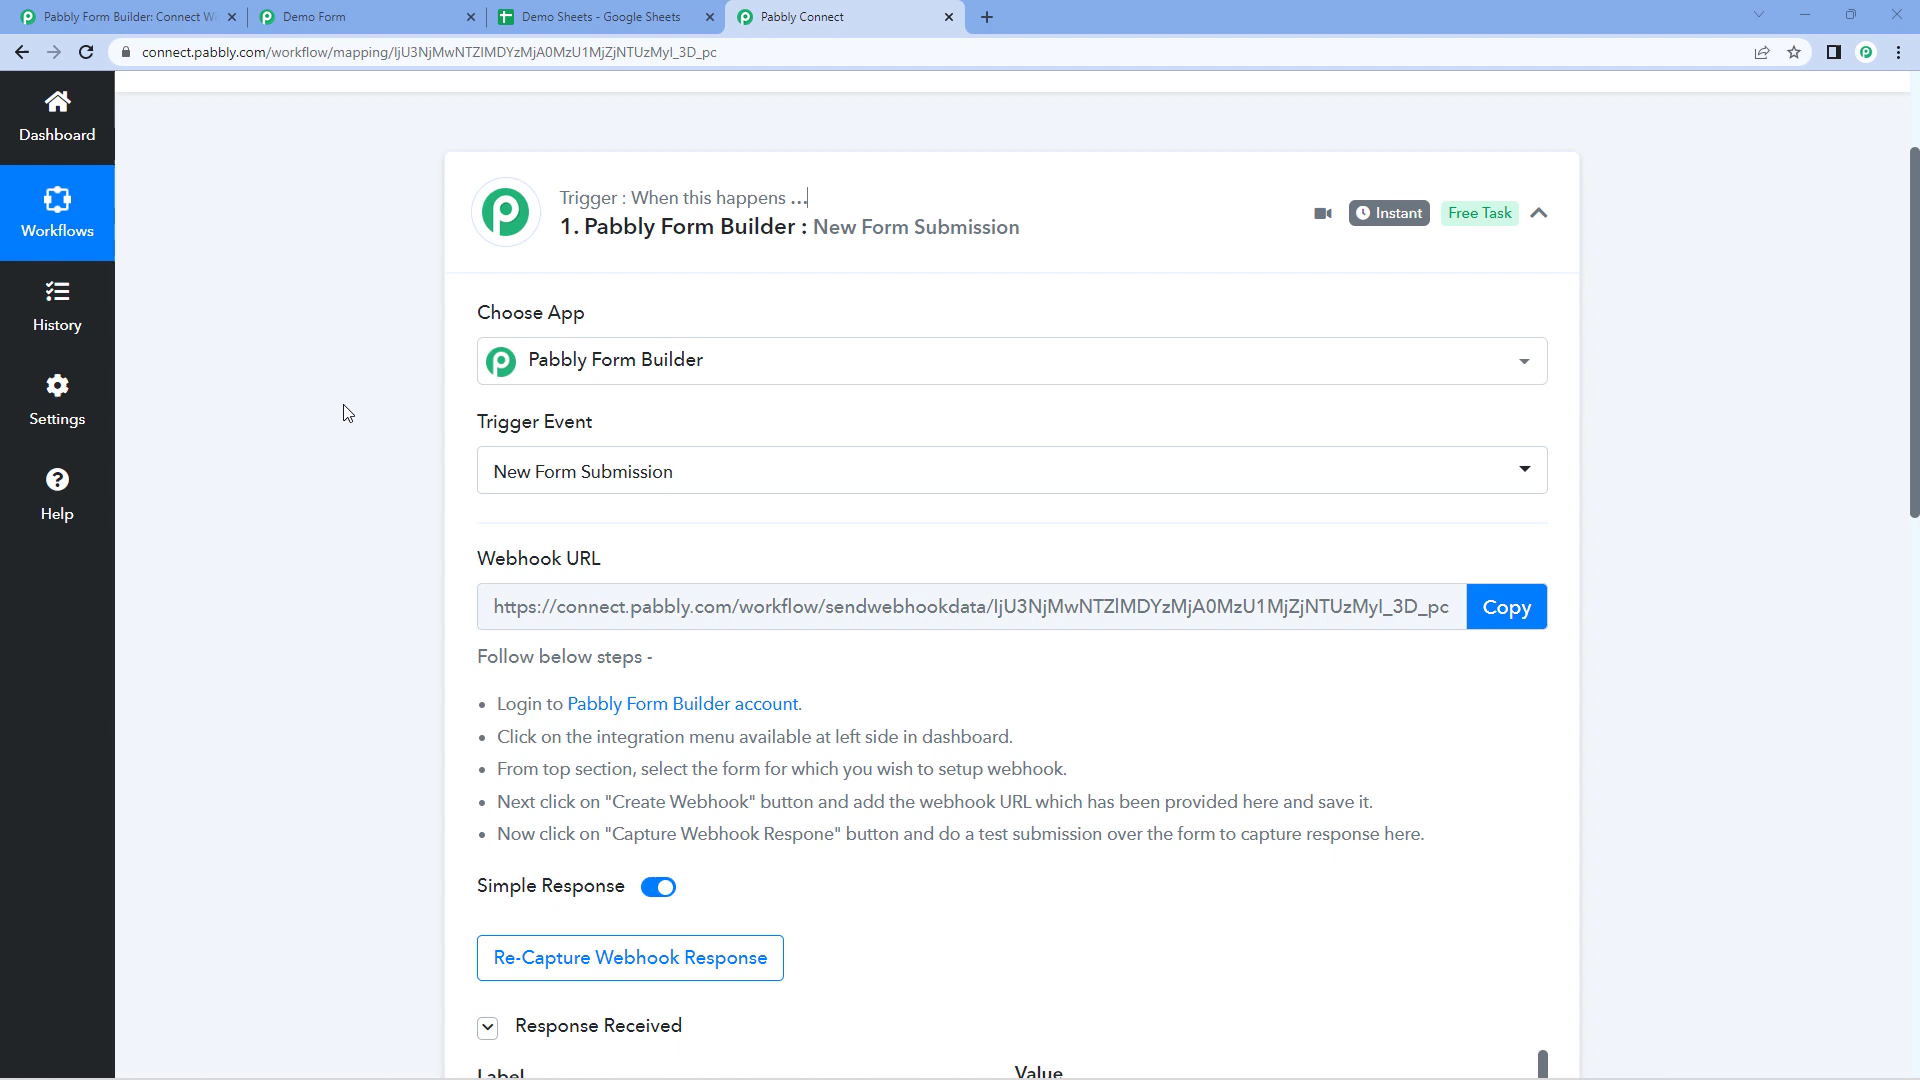 Pabbly Form Builder: Connect Wi
Demo Form
Demo Sheets - Google Sheets
Pabbly Connect
connect.pabbly.com/workflow/mapping/IjU3NjMwNTZlMDYzMjA0MzU1MjZjNTUzMyI_3D_pc
Dashboard
Workflows
History
Settings
Help
Trigger : When this happens ...
1. Pabbly Form Builder : New Form Submission
Instant
Free Task
Choose App
Pabbly Form Builder
Trigger Event
New Form Submission
Webhook URL
https://connect.pabbly.com/workflow/sendwebhookdata/IjU3NjMwNTZlMDYzMjA0MzU1MjZjNTUzMyI_3D_pc
Copy
Follow below steps -
Login to Pabbly Form Builder account.
Click on the integration menu available at left side in dashboard.
From top section, select the form for which you wish to setup webhook.
Next click on "Create Webhook" button and add the webhook URL which has been provided here and save it.
Now click on "Capture Webhook Respone" button and do a test submission over the form to capture response here.
Simple Response
Re-Capture Webhook Response
Response Received
Label
Value